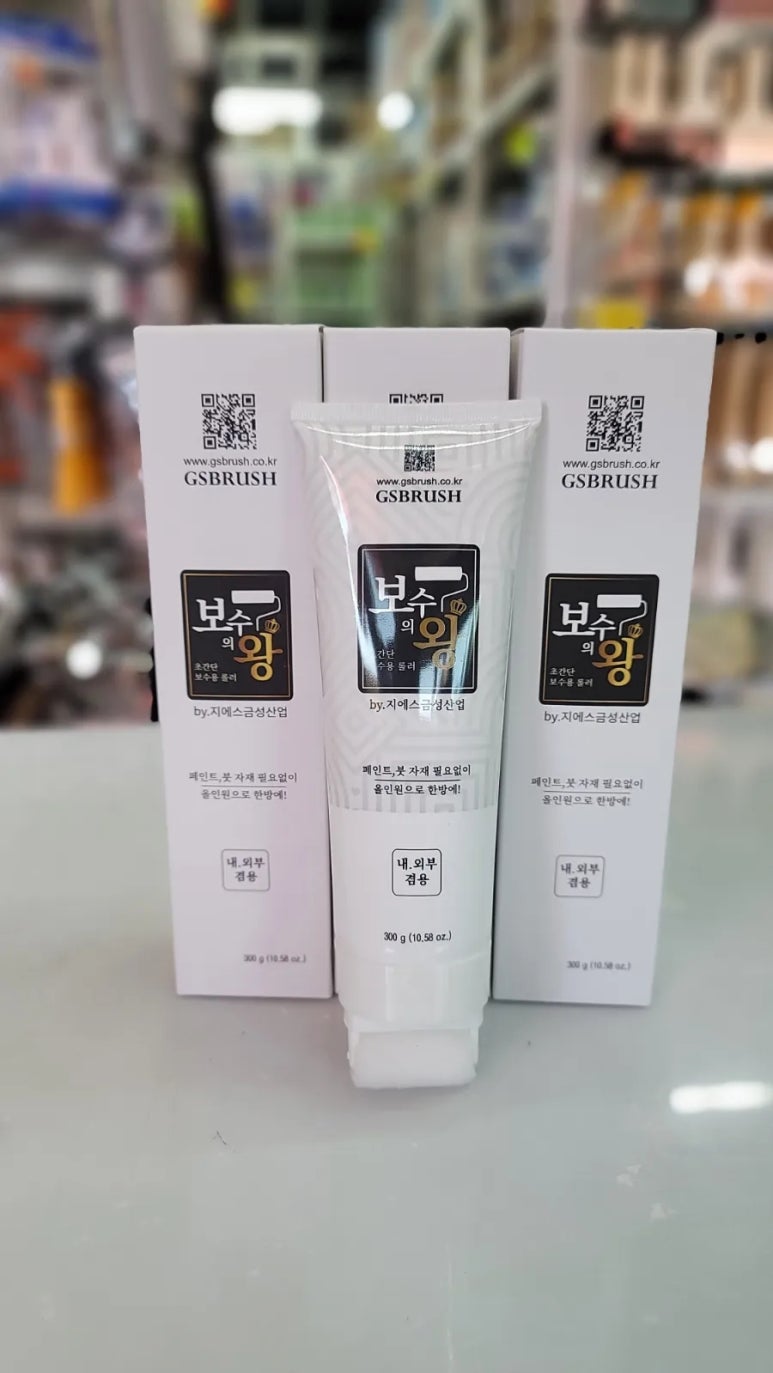 www.gsbrush.co.kr
GSBRUSH
보수
의왕
초간단
보수용 롤러
by.지에스금성산업
페인트,붓 자재 필요없이
올인원으로 한방에!
내.외부
겸용
300 g (10.58 oz.)
www.gsbrush.co.kr
GSBRUSH
보수
의왕
간단
수용 롤러
by.지에스금성산업
페인트,붓 자재 필요없이
올인원으로 한방에!
내.외부
겸용
300 g (10.58 oz.)
www.gsbrush.co.kr
GSBRUSH
보수
의왕
초간단
보수용 롤러
by.지에스금성산업
페인트,붓 자재 필요없이
올인원으로 한방에!
내.외부
겸용
300 g (10.58 oz.)